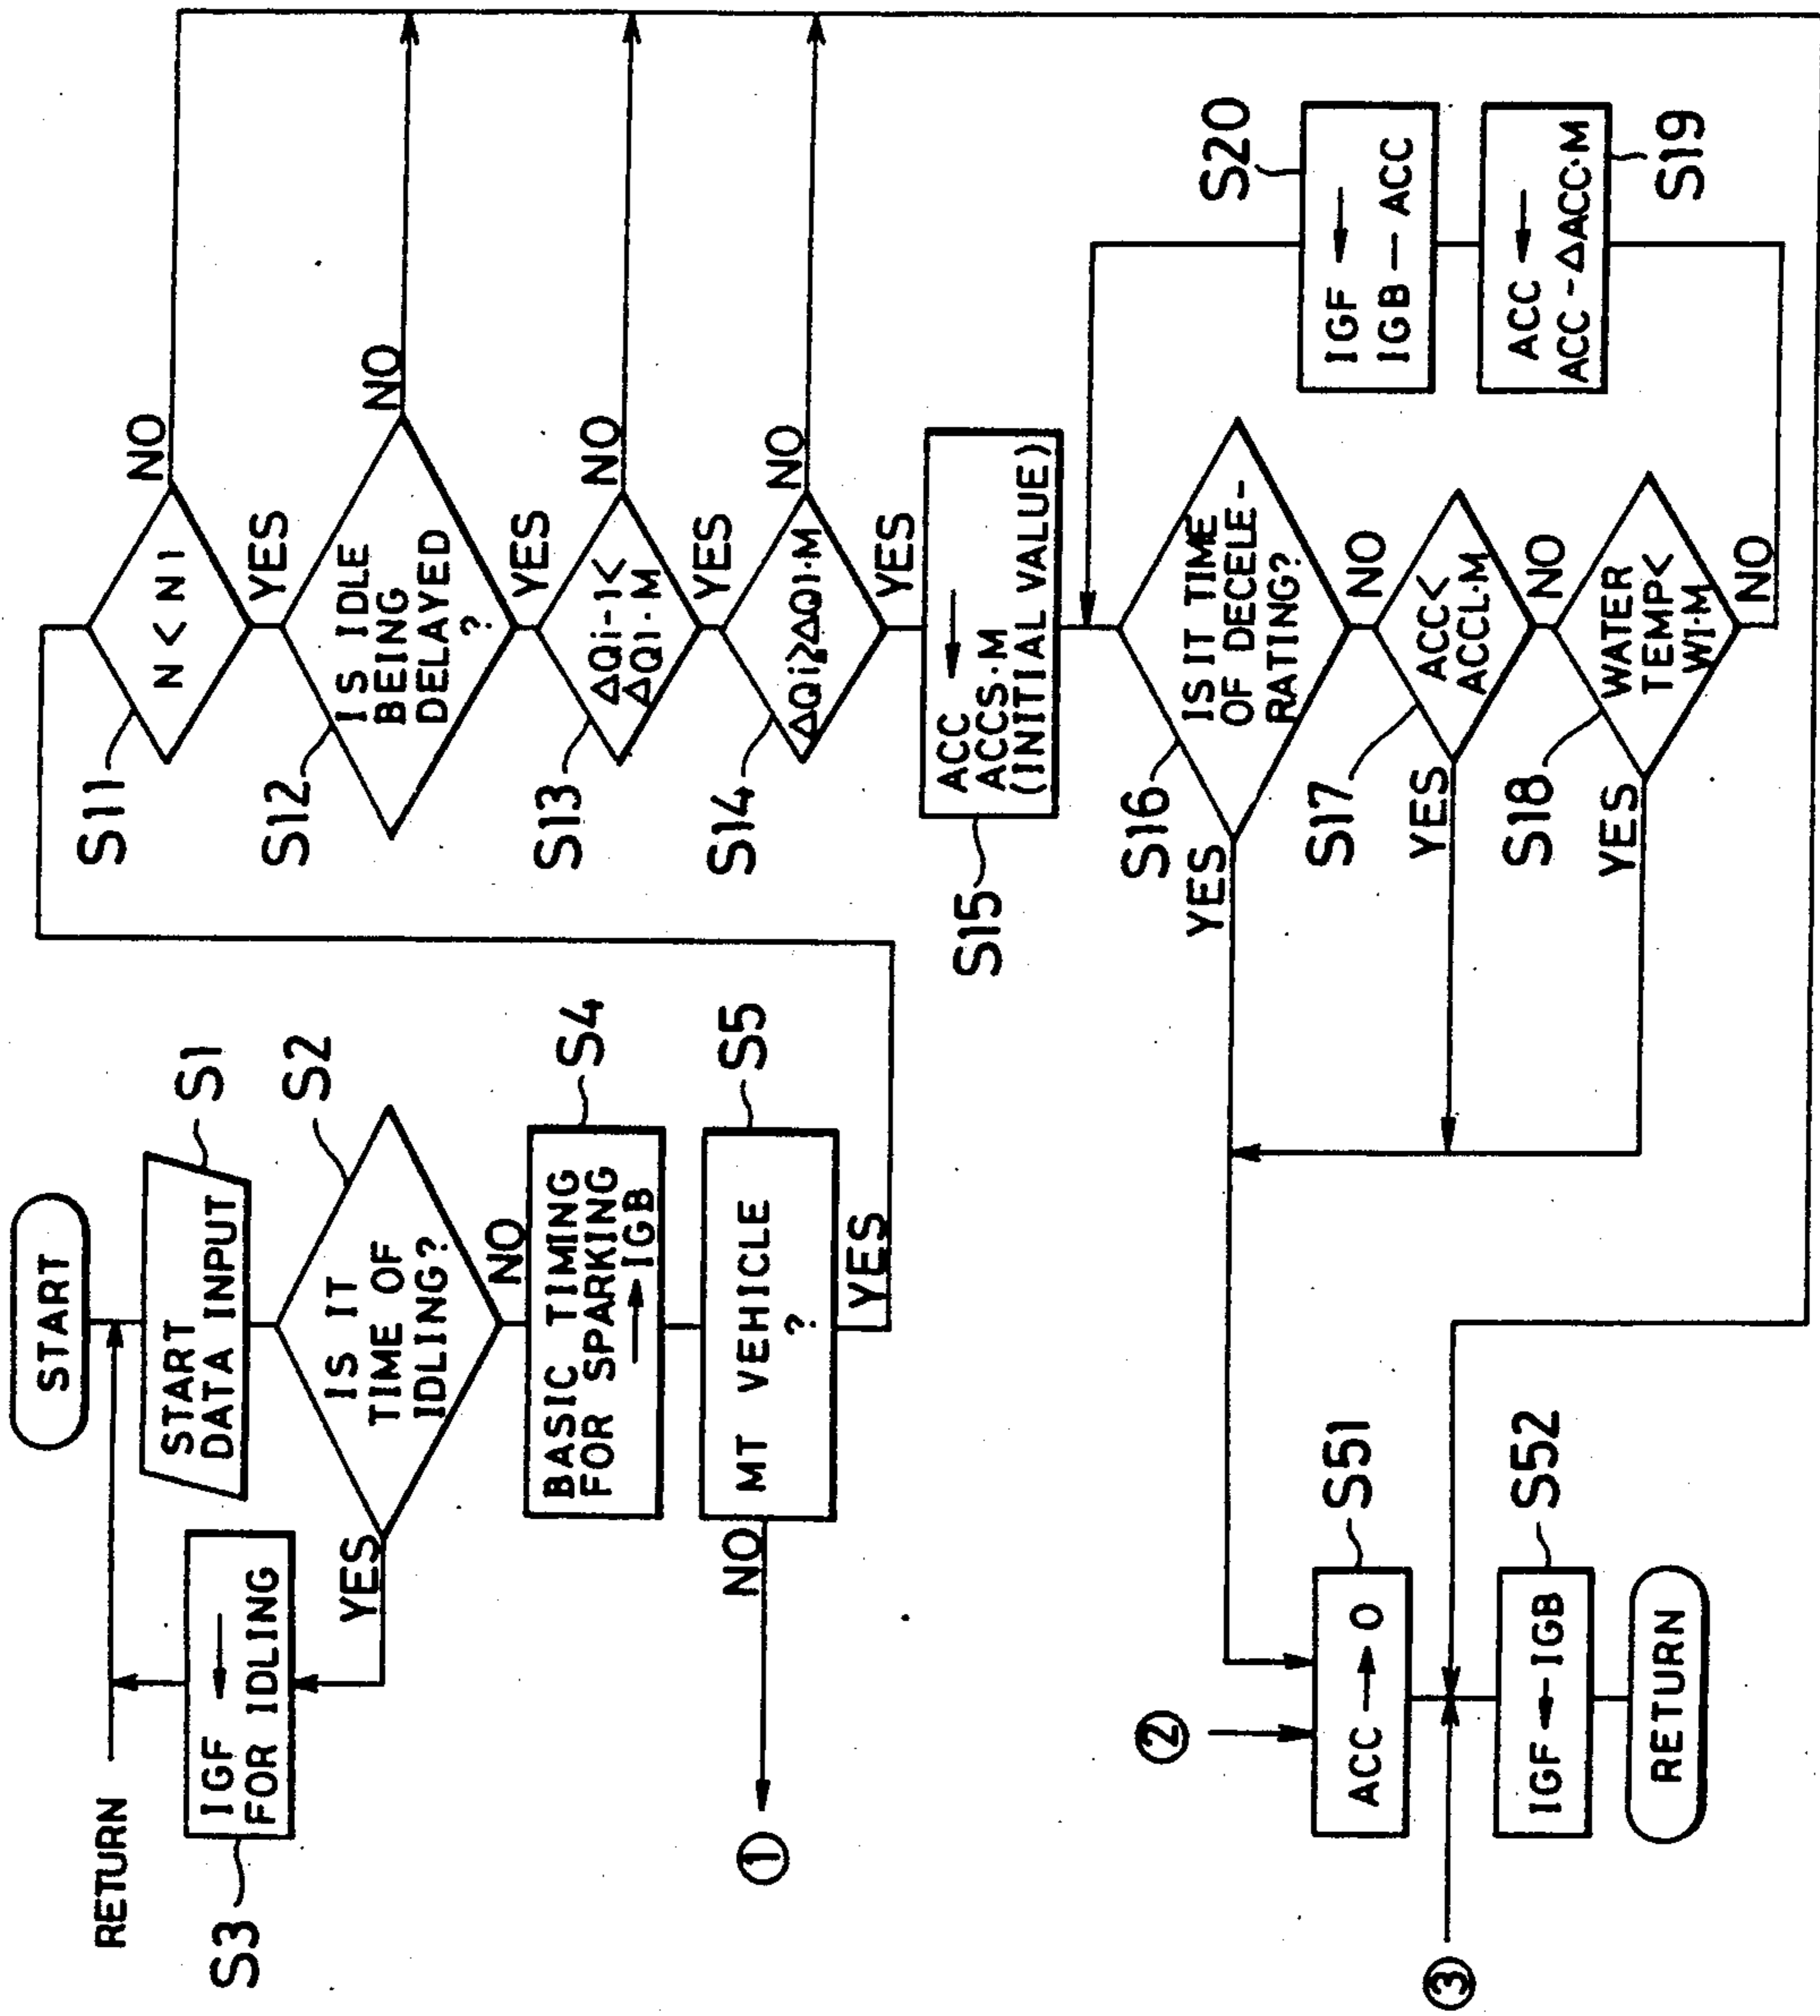 START
RETURN
START
DATA INPUT
S1
IS IT
TIME OF
IDLING?
S2
YES
NO
IGF ←
FOR IDLING
S3
BASIC TIMING
FOR SPARKING
→ IGB
S4
MT VEHICLE
?
S5
NO
YES
①
N < N1
S11
NO
YES
IS IDLE
BEING
DELAYED
?
S12
NO
YES
ΔQi-1<
ΔQ1·M
S13
NO
YES
ΔQi≥ΔQ1·M
S14
NO
YES
ACC ←
ACCS·M
(INITIAL VALUE)
S15
IS IT TIME
OF DECELE-
RATING?
S16
YES
NO
ACC<
ACCL·M
S17
YES
NO
WATER
TEMP<
W1·M
S18
YES
NO
ACC ←
ACC-ΔACC·M
S19
IGF ←
IGB — ACC
S20
②
ACC → 0
S51
③
IGF ← IGB
S52
RETURN